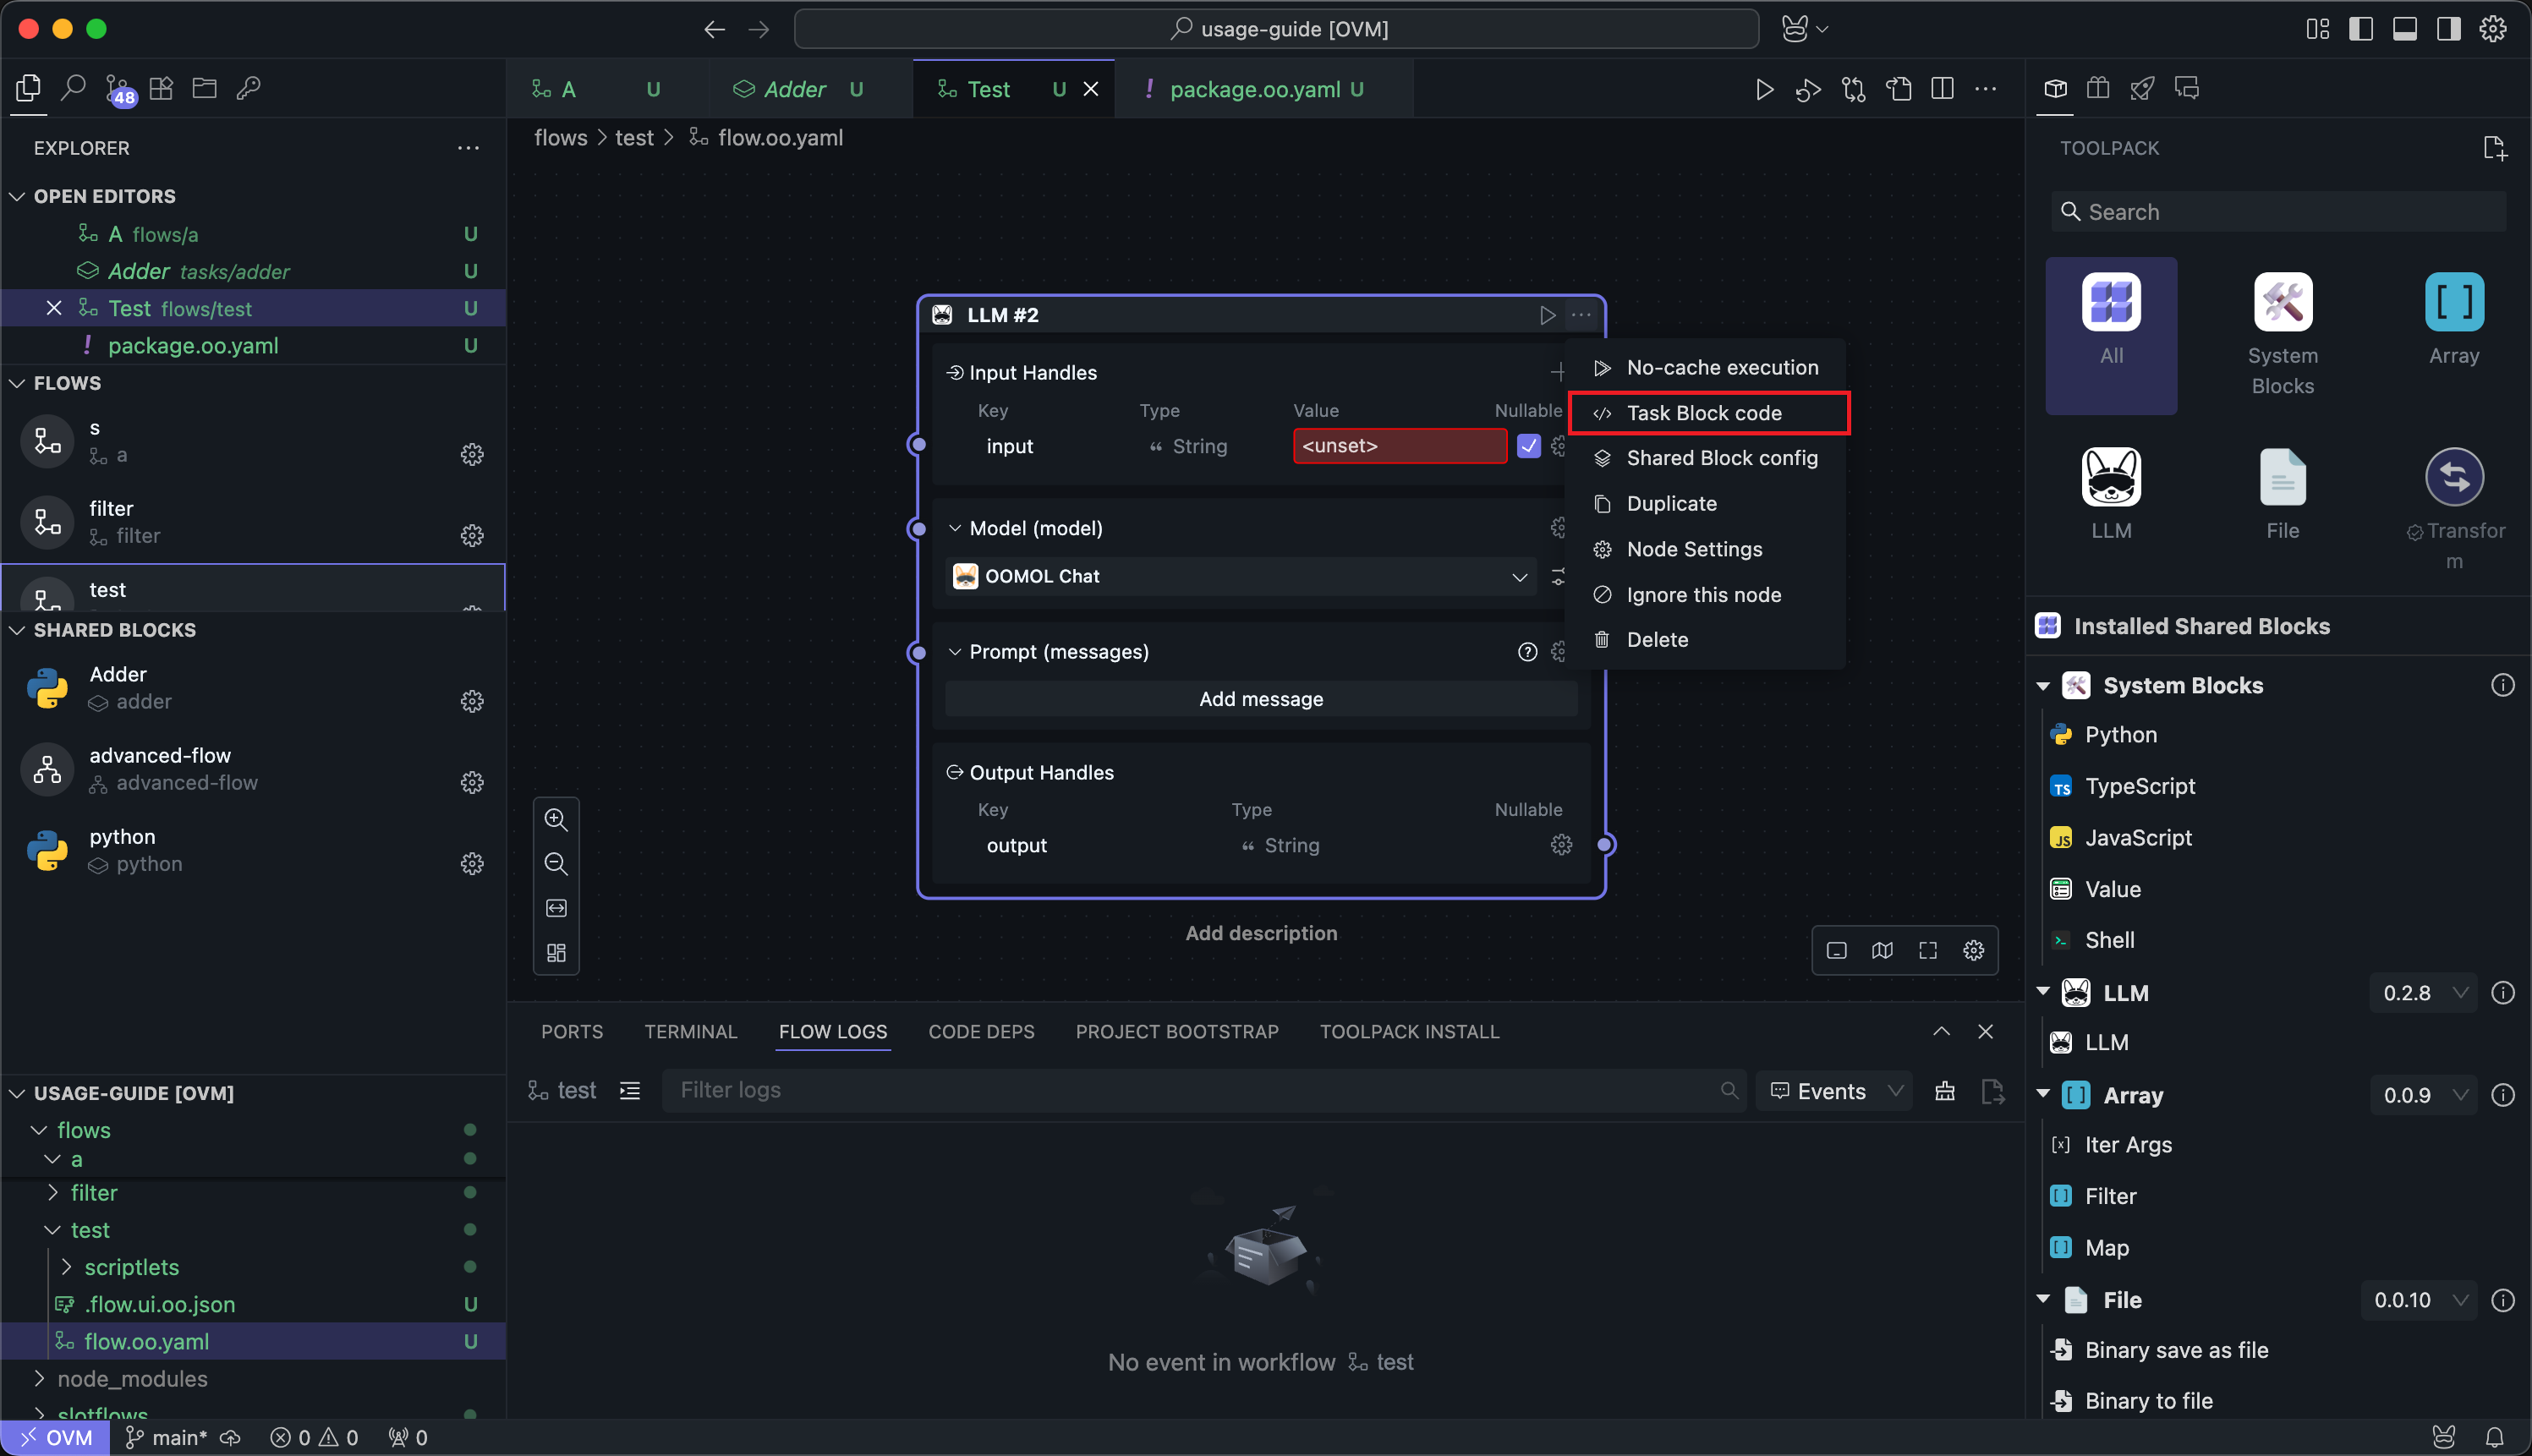 usage-guide [OVM]
48
A U
Adder U
Test U
! package.oo.yaml U
EXPLORER
OPEN EDITORS
A flows/a U
Adder tasks/adder U
Test flows/test U
! package.oo.yaml U
FLOWS
s
a
filter
filter
test
SHARED BLOCKS
Adder
adder
advanced-flow
advanced-flow
python
python
USAGE-GUIDE [OVM]
flows
a
filter
test
scriptlets
.flow.ui.oo.json U
flow.oo.yaml U
node_modules
slotflows
flows > test > flow.oo.yaml
LLM #2
Input Handles
Key Type Value Nullable
input String <unset>
Model (model)
OOMOL Chat
Prompt (messages)
Add message
Output Handles
Key Type Nullable
output String
Add description
No-cache execution
Task Block code
Shared Block config
Duplicate
Node Settings
Ignore this node
Delete
PORTS TERMINAL FLOW LOGS CODE DEPS PROJECT BOOTSTRAP TOOLPACK INSTALL
test Filter logs Events
No event in workflow test
TOOLPACK
Search
All
System
Blocks
Array
LLM
File
Transfor
m
Installed Shared Blocks
System Blocks
Python
TS TypeScript
JS JavaScript
Value
Shell
LLM 0.2.8
LLM
Array 0.0.9
Iter Args
Filter
Map
File 0.0.10
Binary save as file
Binary to file
OVM main* 0 0 0